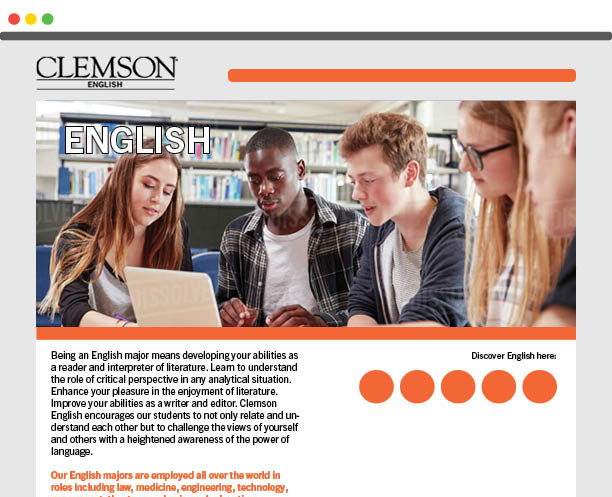 CLEMSON
ENGLISH
ENGLISH
DISSOLVE
Being an English major means developing your abilities as
a reader and interpreter of literature. Learn to understand
the role of critical perspective in any analytical situation.
Enhance your pleasure in the enjoyment of literature.
Improve your abilities as a writer and editor. Clemson
English encourages our students to not only relate and un-
derstand each other but to challenge the views of yourself
and others with a heightened awareness of the power of
language.
Discover English here:
Our English majors are employed all over the world in
roles including law, medicine, engineering, technology,